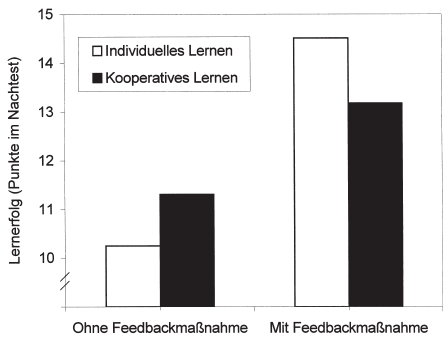 Lernerfolg (Punkte im Nachtest)
15
14
13
12
11
10
Individuelles Lernen
Kooperatives Lernen
Ohne Feedbackmaßnahme
Mit Feedbackmaßnahme